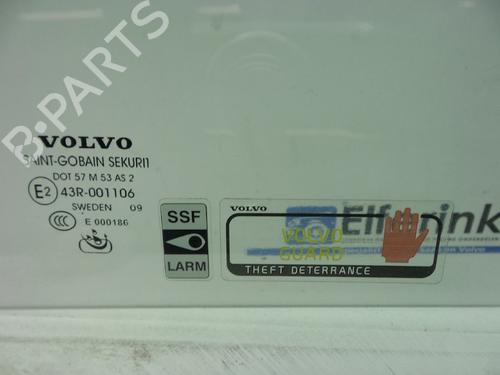 B-PARTS
VOLVO
SAINT-GOBAIN SEKURIT
DOT 57 M 53 AS 2
E2 43R-001106
SWEDEN 09
CCC E 000186
SSF
LARM
VOLVO
VOLVO
GUARD
THEFT DETERRANCE